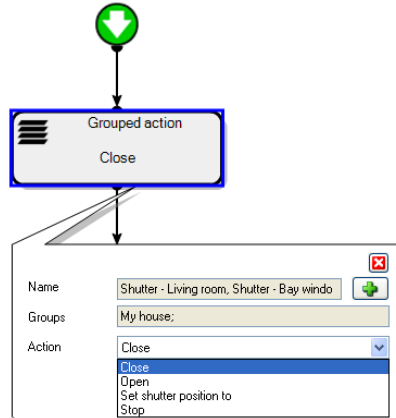 Grouped action
Close
Name
Shutter - Living room, Shutter - Bay windo
Groups
My house;
Action
Close
Close
Open
Set shutter position to
Stop